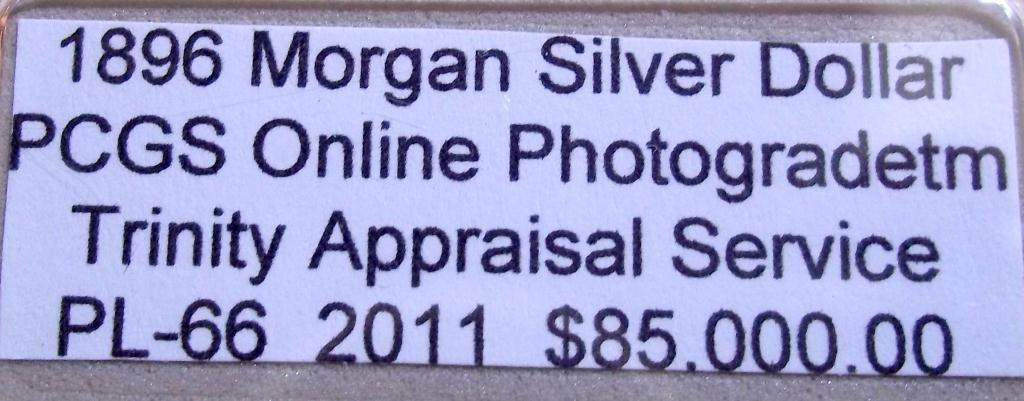 1896 Morgan Silver Dollar
PCGS Online Photogradetm
Trinity Appraisal Service
PL-66 2011 $85.000.00